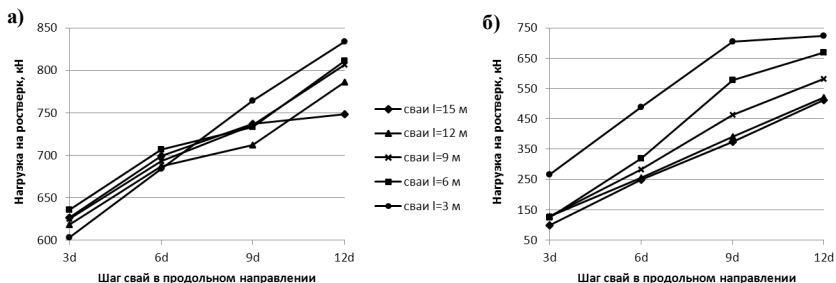 а)
Нагрузка на ростверк, кН
850
800
750
700
650
600
3d
6d
9d
12d
Шаг свай в продольном направлении
сваи l=15 м
сваи l=12 м
сваи l=9 м
сваи l=6 м
сваи l=3 м
б)
Нагрузка на ростверк, кН
750
650
550
450
350
250
150
50
3d
6d
9d
12d
Шаг свай в продольном направлении